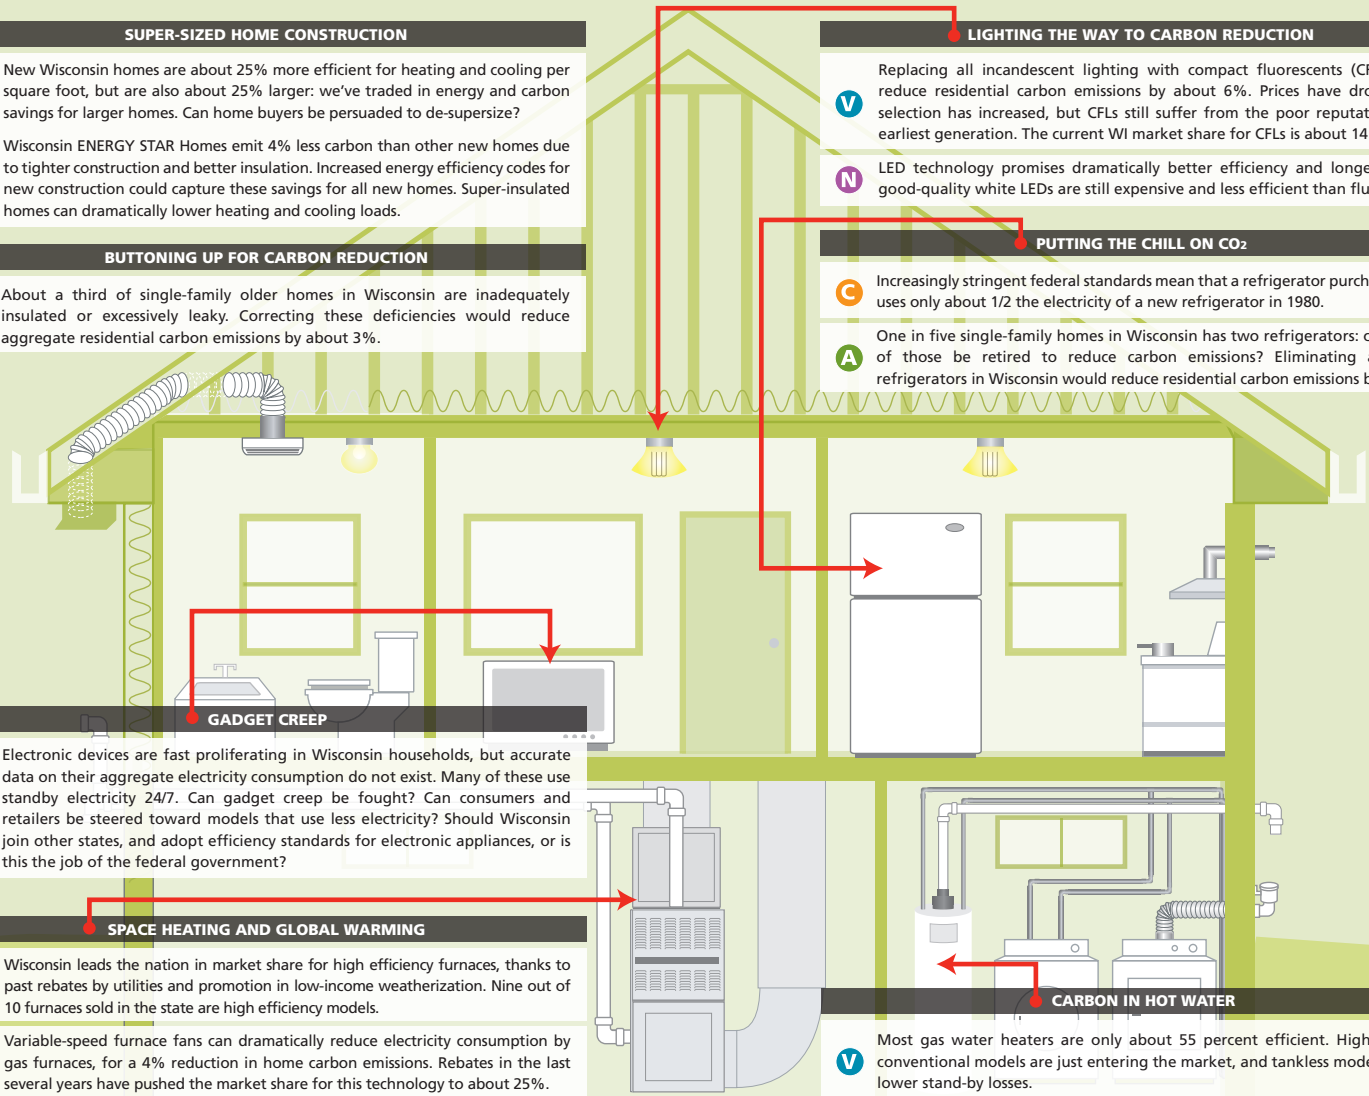 SUPER-SIZED HOME CONSTRUCTION
New Wisconsin homes are about 25% more efficient for heating and cooling per
square foot, but are also about 25% larger: we've traded in energy and carbon
savings for larger homes. Can home buyers be persuaded to de-supersize?
Wisconsin ENERGY STAR Homes emit 4% less carbon than other new homes due
to tighter construction and better insulation. Increased energy efficiency codes for
new construction could capture these savings for all new homes. Super-insulated
homes can dramatically lower heating and cooling loads.
BUTTONING UP FOR CARBON REDUCTION
About a third of single-family older homes in Wisconsin are inadequately
insulated or excessively leaky. Correcting these deficiencies would reduce
aggregate residential carbon emissions by about 3%.
LIGHTING THE WAY TO CARBON REDUCTION
V
Replacing all incandescent lighting with compact fluorescents
reduce residential carbon emissions by about 6%. Prices have
selection has increased, but CFLs still suffer from the poor
earliest generation. The current WI market share for CFLs is about 14
N
LED technology promises dramatically better efficiency and
good-quality white LEDs are still expensive and less efficient than
PUTTING THE CHILL ON CO2
C
Increasingly stringent federal standards mean that a refrigerator
uses only about 1/2 the electricity of a new refrigerator in 1980.
A
One in five single-family homes in Wisconsin has two refrigerators:
of those be retired to reduce carbon emissions? Eliminating
refrigerators in Wisconsin would reduce residential carbon emissions
GADGET CREEP
Electronic devices are fast proliferating in Wisconsin households, but accurate
data on their aggregate electricity consumption do not exist. Many of these use
standby electricity 24/7. Can gadget creep be fought? Can consumers and
retailers be steered toward models that use less electricity? Should Wisconsin
join other states, and adopt efficiency standards for electronic appliances, or is
this the job of the federal government?
SPACE HEATING AND GLOBAL WARMING
Wisconsin leads the nation in market share for high efficiency furnaces, thanks to
past rebates by utilities and promotion in low-income weatherization. Nine out of
10 furnaces sold in the state are high efficiency models.
Variable-speed furnace fans can dramatically reduce electricity consumption by
gas furnaces, for a 4% reduction in home carbon emissions. Rebates in the last
several years have pushed the market share for this technology to about 25%.
CARBON IN HOT WATER
V
Most gas water heaters are only about 55 percent efficient. High
conventional models are just entering the market, and tankless
lower stand-by losses.